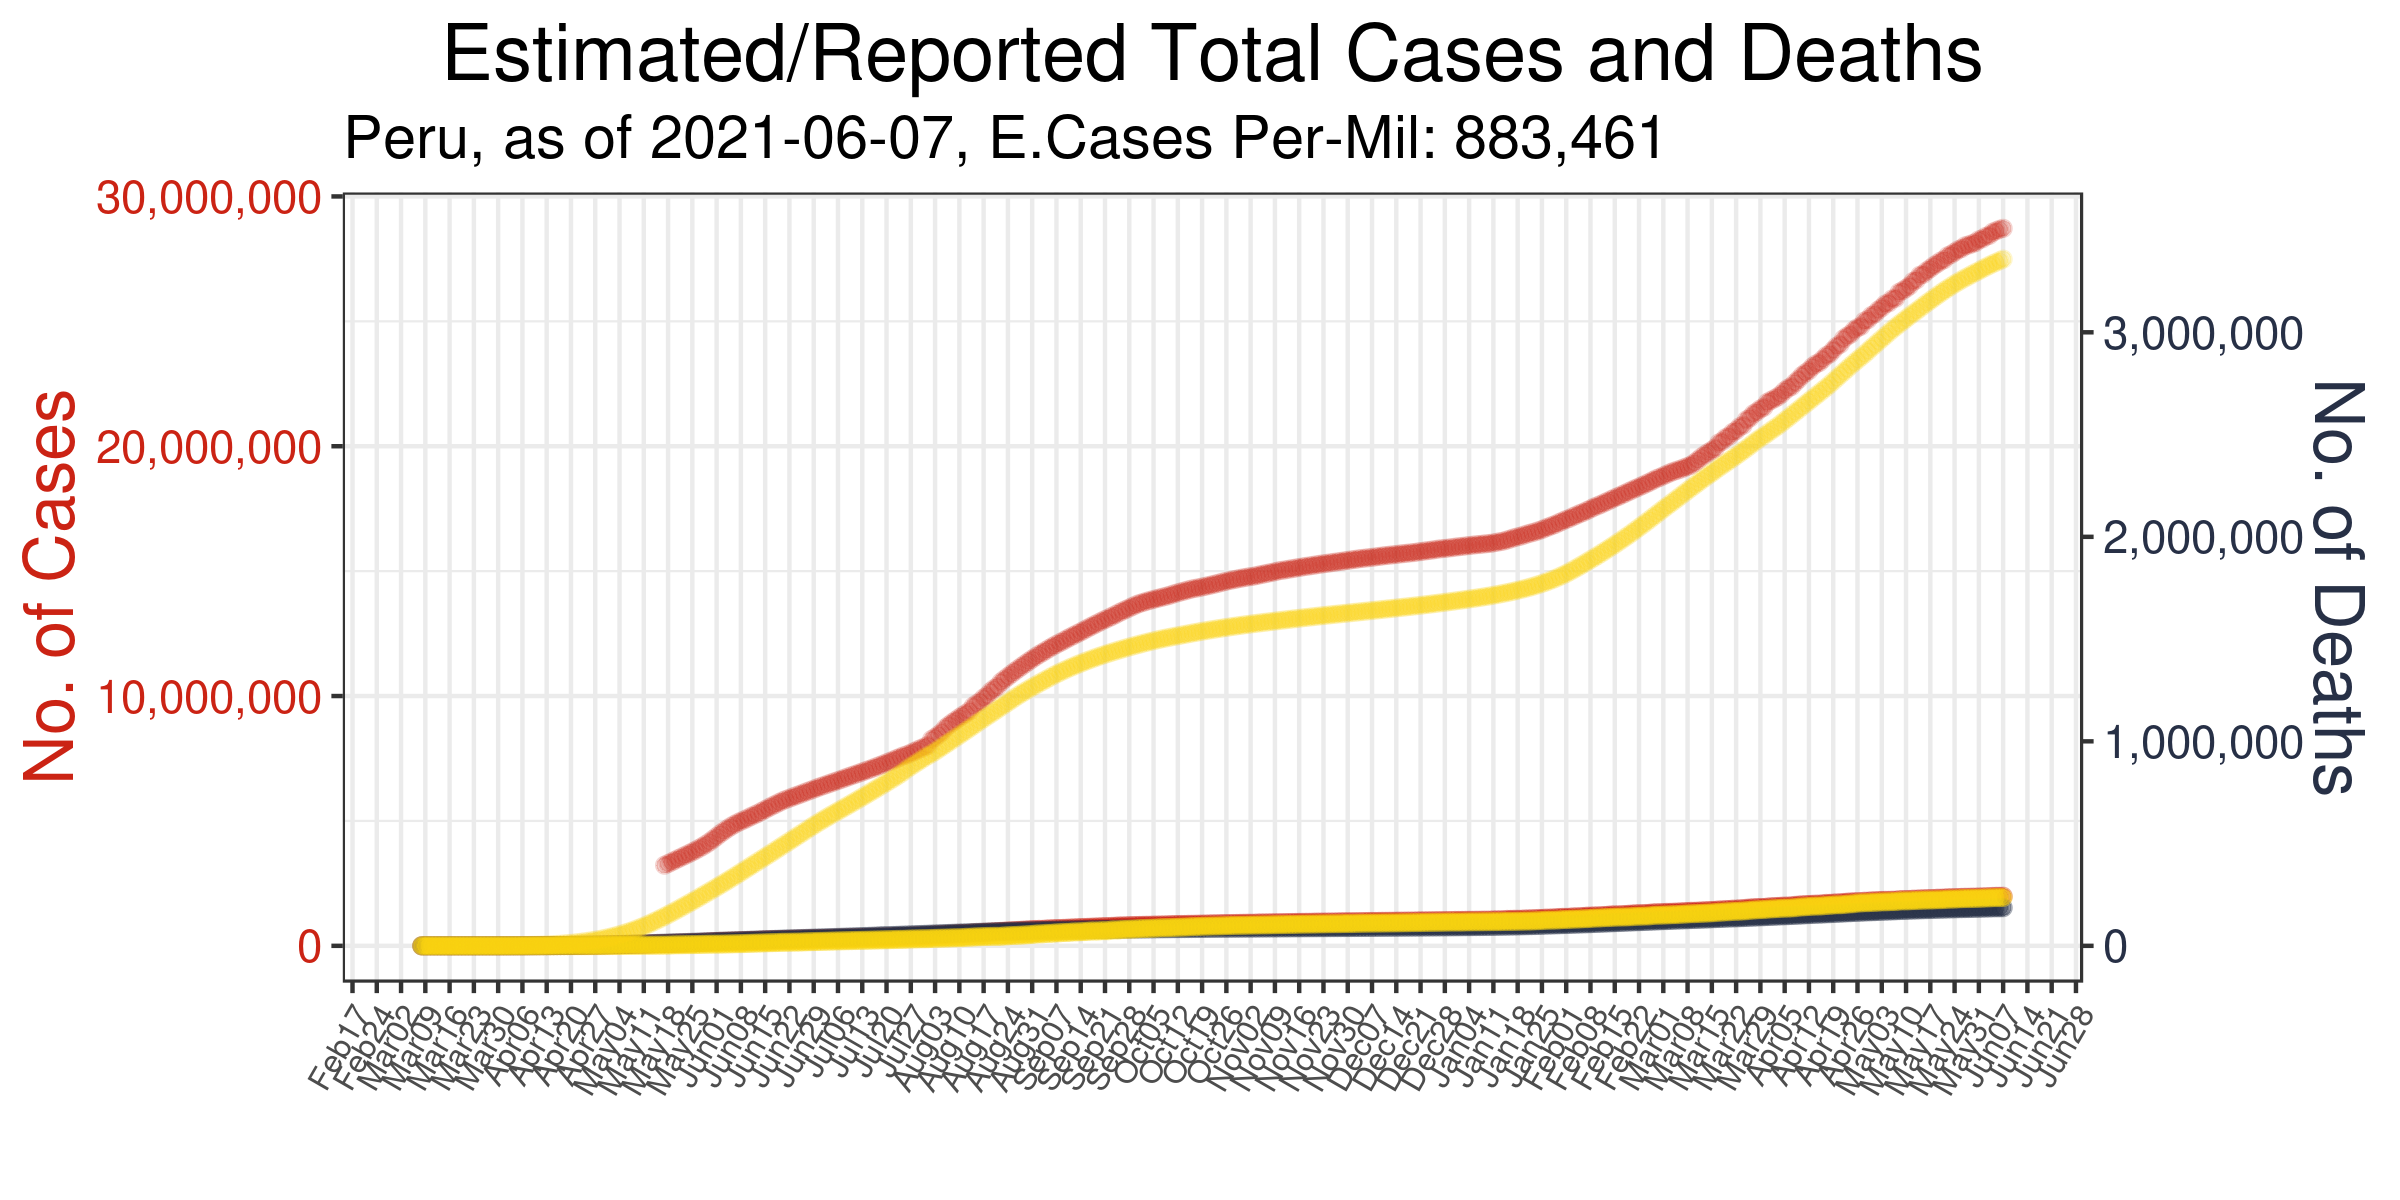 Estimated/Reported Total Cases and Deaths
Peru, as of 2021-06-07, E.Cases Per-Mil: 883,461
No. of Cases
30,000,000
20,000,000
10,000,000
0
3,000,000
2,000,000
1,000,000
0
No. of Deaths
Feb17
Feb24
Mar02
Mar09
Mar16
Mar23
Mar30
Apr06
Apr13
Apr20
Apr27
May04
May11
May18
May25
Jun01
Jun08
Jun15
Jun22
Jun29
Jul06
Jul13
Jul20
Jul27
Aug03
Aug10
Aug17
Aug24
Aug31
Sep07
Sep14
Sep21
Sep28
Oct05
Oct12
Oct19
Oct26
Nov02
Nov09
Nov16
Nov23
Nov30
Dec07
Dec14
Dec21
Dec28
Jan04
Jan11
Jan18
Jan25
Feb01
Feb08
Feb15
Feb22
Mar01
Mar08
Mar15
Mar22
Mar29
Apr05
Apr12
Apr19
Apr26
May03
May10
May17
May24
May31
Jun07
Jun14
Jun21
Jun28